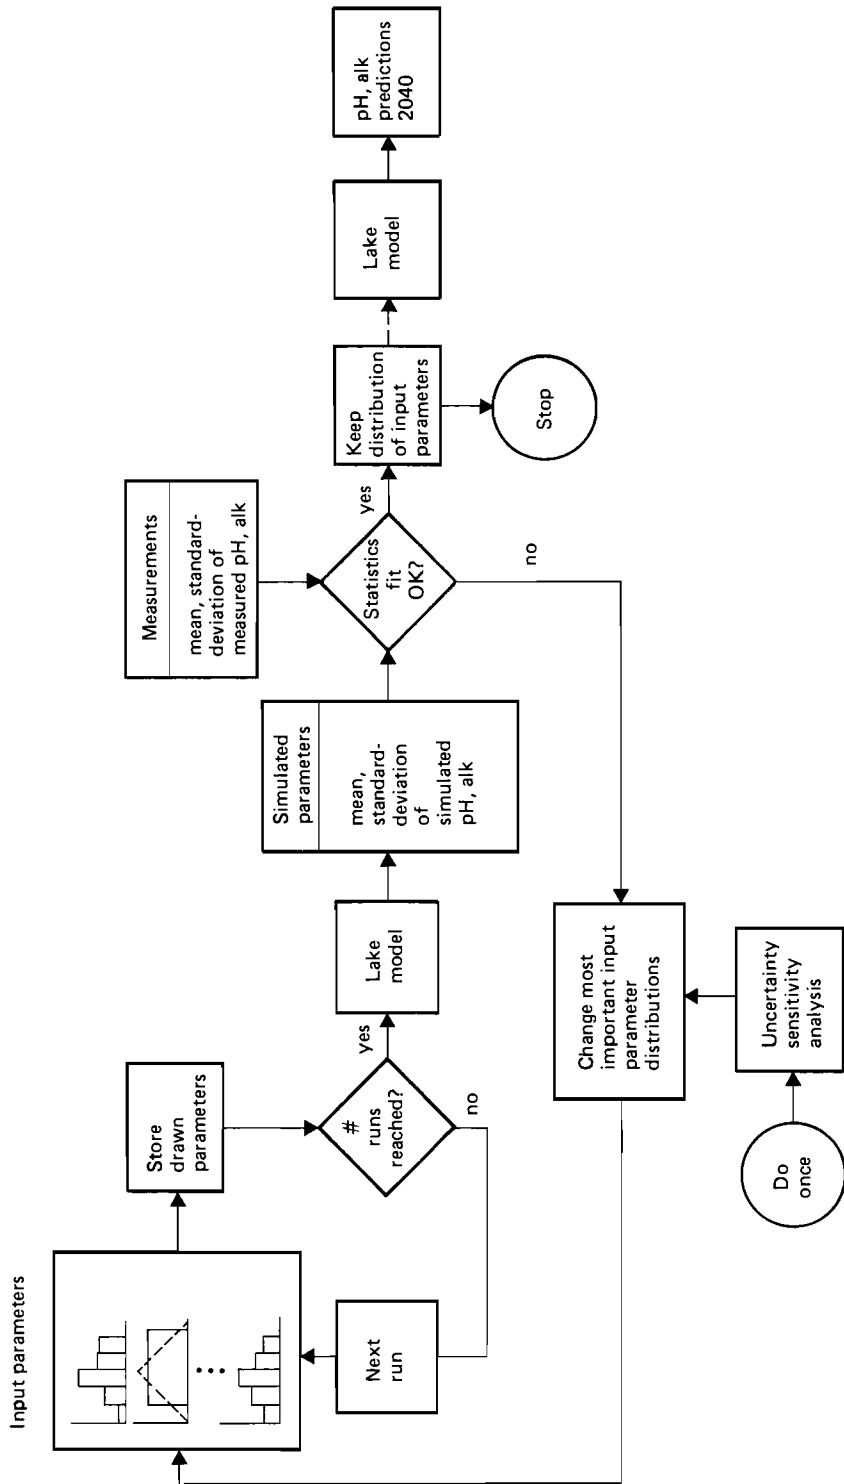 Input parameters
Store
drawn
parameters
Next
run
#
runs
reached?
yes
no
Lake
model
Simulated
parameters
mean,
standard-
deviation
of
simulated
pH, alk
Measurements
mean, standard-
deviation of
measured pH, alk
Statistics
fit
OK?
yes
no
Keep
distribution
of input
parameters
Stop
Lake
model
pH, alk
predictions
2040
Change most
important input
parameter
distributions
Uncertainty
sensitivity
analysis
Do
once